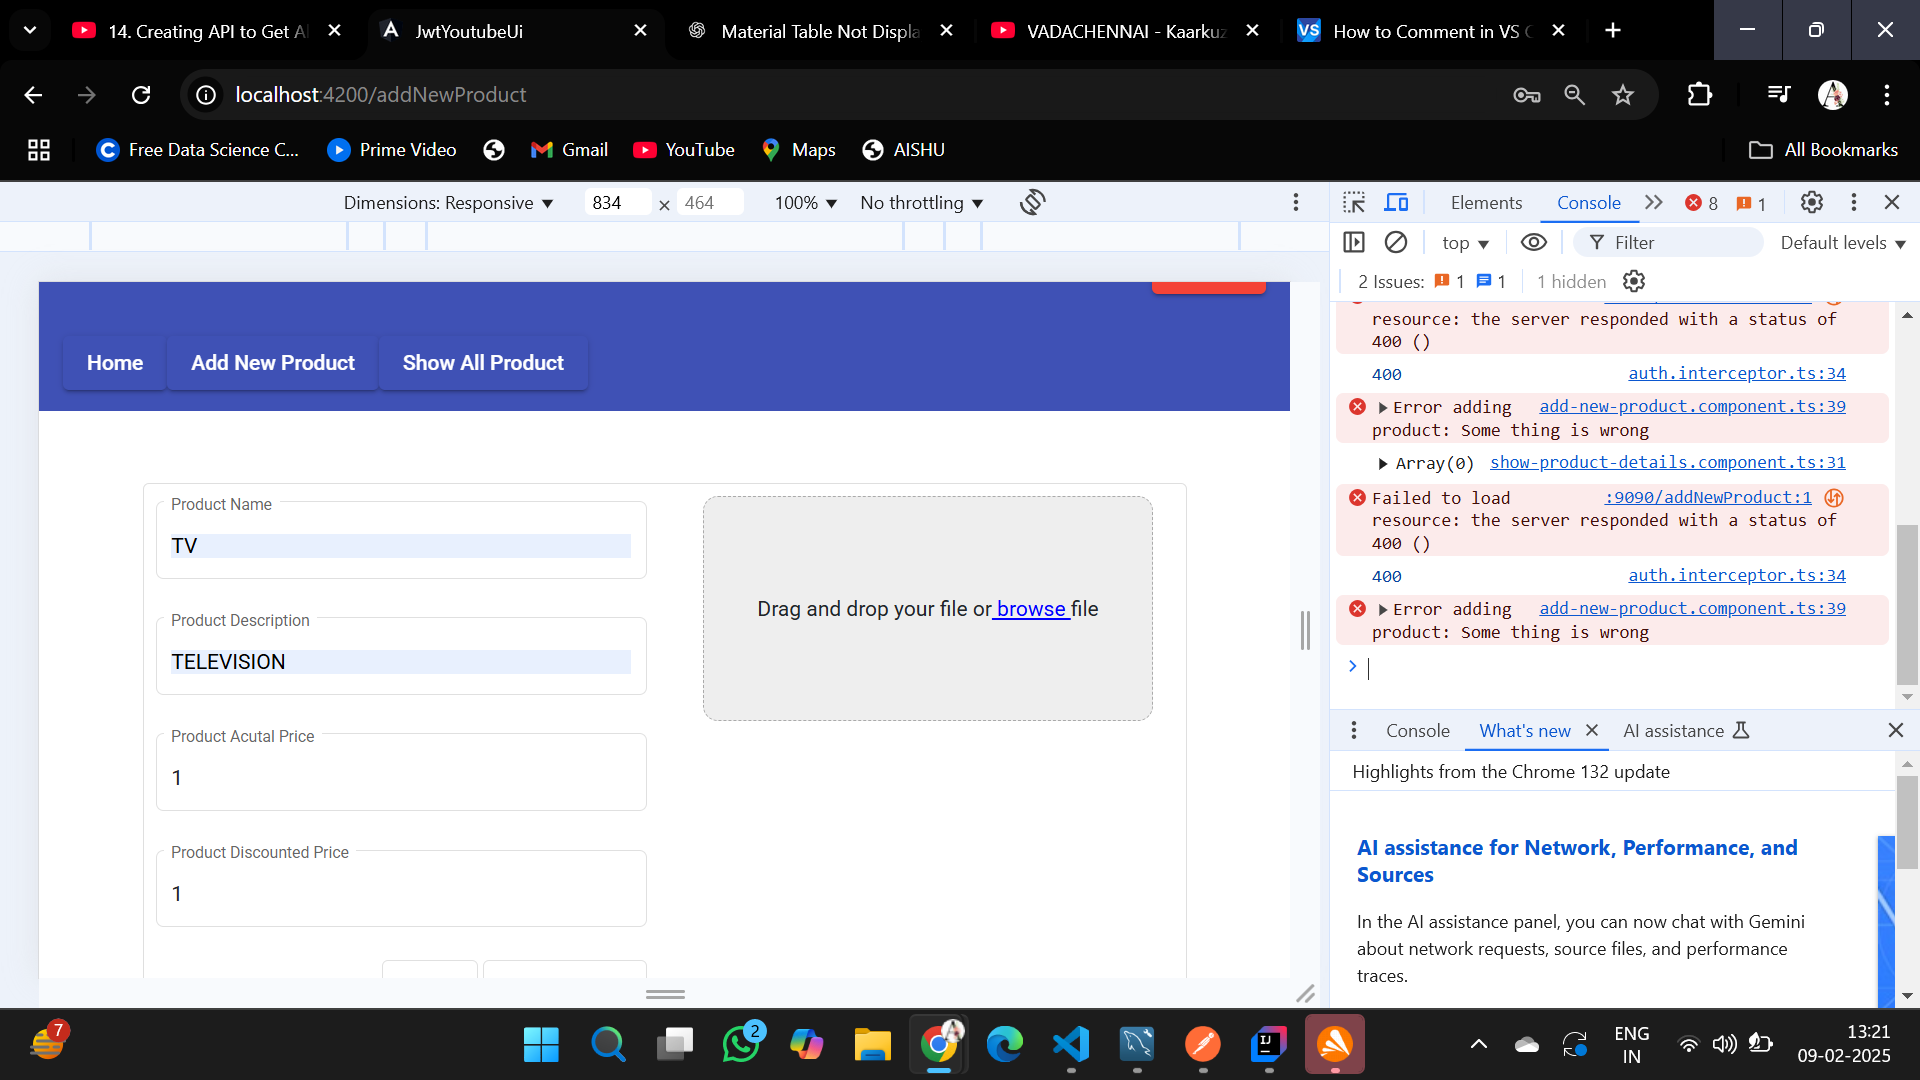 14. Creating API to Get Al
JwtYoutubeUi
Material Table Not Displa
VADACHENNAI - Kaarkuz
VS
How to Comment in VS C
localhost:4200/addNewProduct
Free Data Science C...
Prime Video
Gmail
YouTube
Maps
AISHU
All Bookmarks
Dimensions: Responsive
834 × 464
100%
No throttling
Elements
Console
8
1
top
Filter
Default levels
2 Issues: 1 1
1 hidden
resource: the server responded with a status of
400 ()
400 auth.interceptor.ts:34
Error adding add-new-product.component.ts:39
product: Some thing is wrong
Array(0) show-product-details.component.ts:31
Failed to load :9090/addNewProduct:1
resource: the server responded with a status of
400 ()
400 auth.interceptor.ts:34
Error adding add-new-product.component.ts:39
product: Some thing is wrong
Home
Add New Product
Show All Product
Product Name
TV
Product Description
TELEVISION
Product Acutal Price
1
Product Discounted Price
1
Drag and drop your file or browse file
Console
What's new
AI assistance
Highlights from the Chrome 132 update
AI assistance for Network, Performance, and
Sources
In the AI assistance panel, you can now chat with Gemini
about network requests, source files, and performance
traces.
7
2
ENG
IN
13:21
09-02-2025